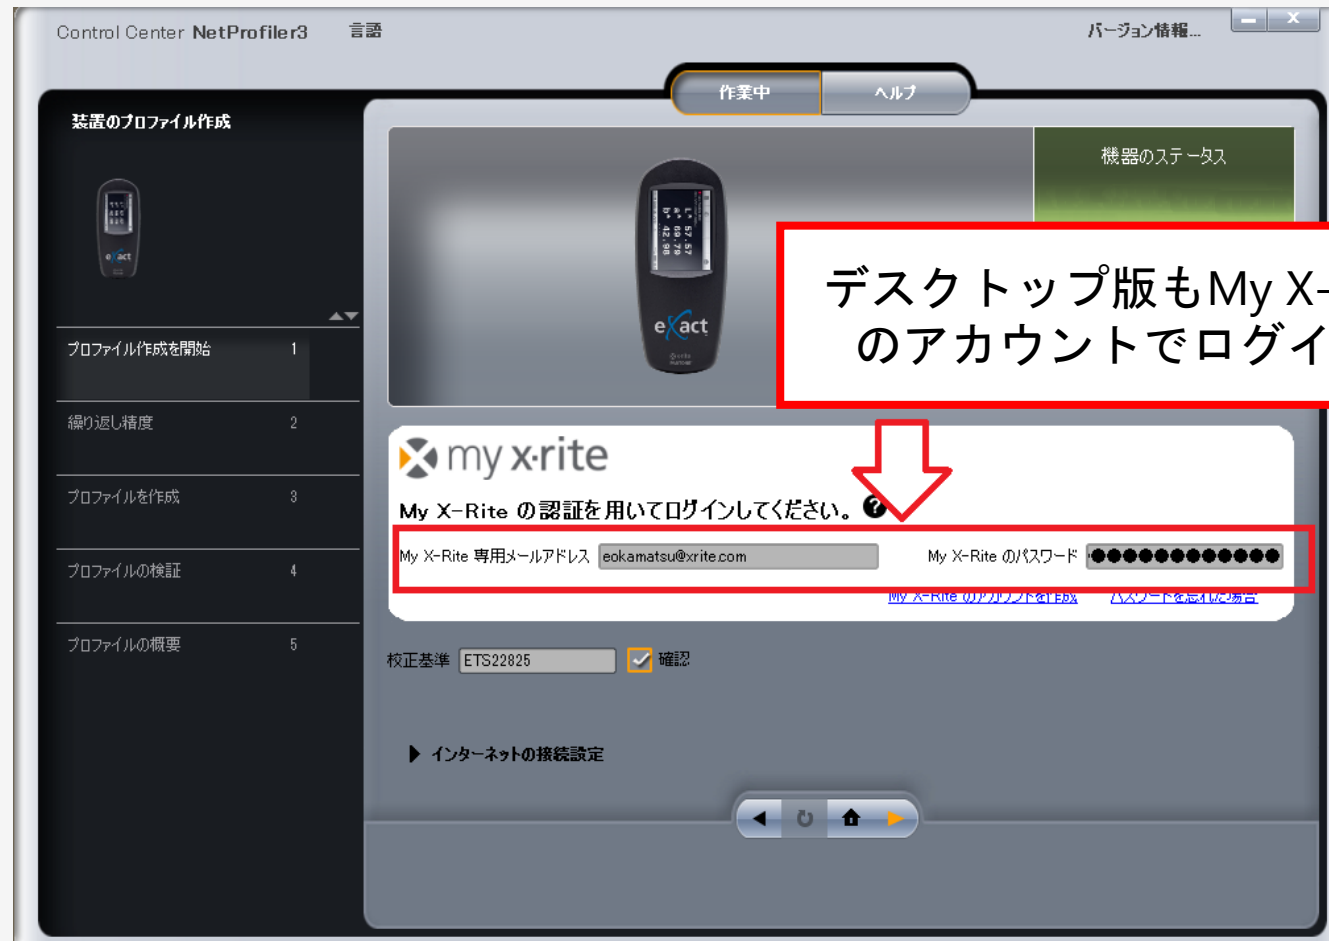 Control Center NetProfiler3 言語 バージョン情報...
作業中 ヘルプ
装置のプロファイル作成
機器のステータス
L* 57.57
a* 69.79
b* 42.98
eXact
eXact
デスクトップ版もMy X-
のアカウントでログイ
プロファイル作成を開始 1
繰り返し精度 2
プロファイルを作成 3
プロファイルの検証 4
プロファイルの概要 5
my x·rite
My X-Rite の認証を用いてログインしてください。 ?
My X-Rite 専用メールアドレス eokamatsu@xrite.com My X-Rite のパスワード ●●●●●●●●●●●●
My X-Rite のアカウントを作成 パスワードを忘れた場合
校正基準 ETS22825 確認
インターネットの接続設定